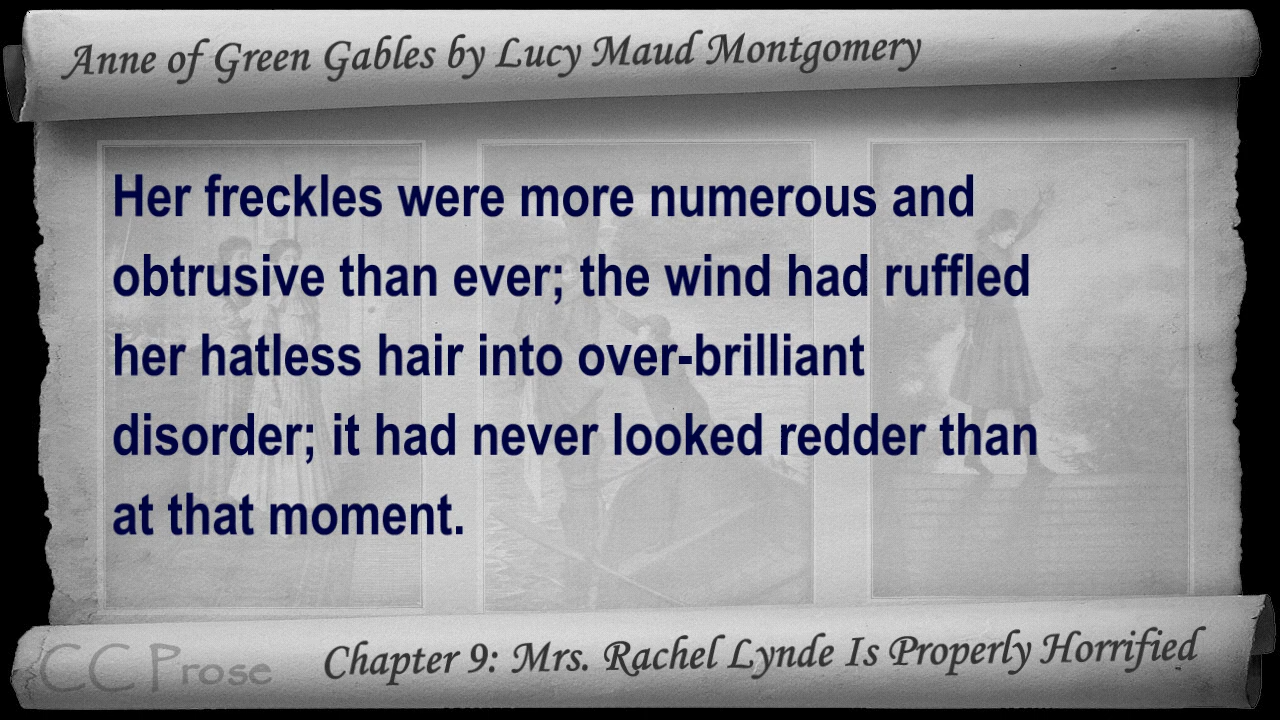 Anne of Green Gables by Lucy Maud Montgomery
Her freckles were more numerous and
obtrusive than ever; the wind had ruffled
her hatless hair into over-brilliant
disorder; it had never looked redder than
at that moment.
CC Prose
Chapter 9: Mrs. Rachel Lynde Is Properly Horrified